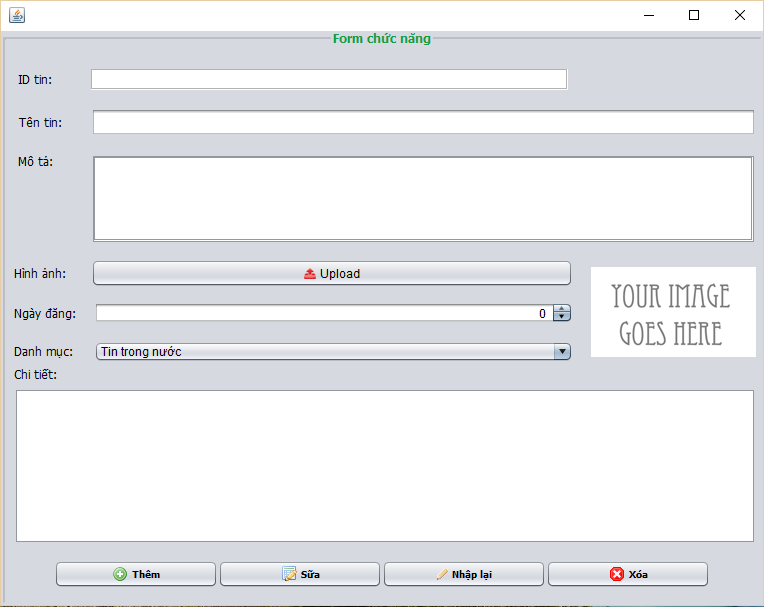 Form chức năng
ID tin:
Tên tin:
Mô tả:
Hình ảnh:
Upload
YOUR IMAGE
GOES HERE
Ngày đăng:
0
Danh mục:
Tin trong nước
Chi tiết:
Thêm
Sữa
Nhập lại
Xóa